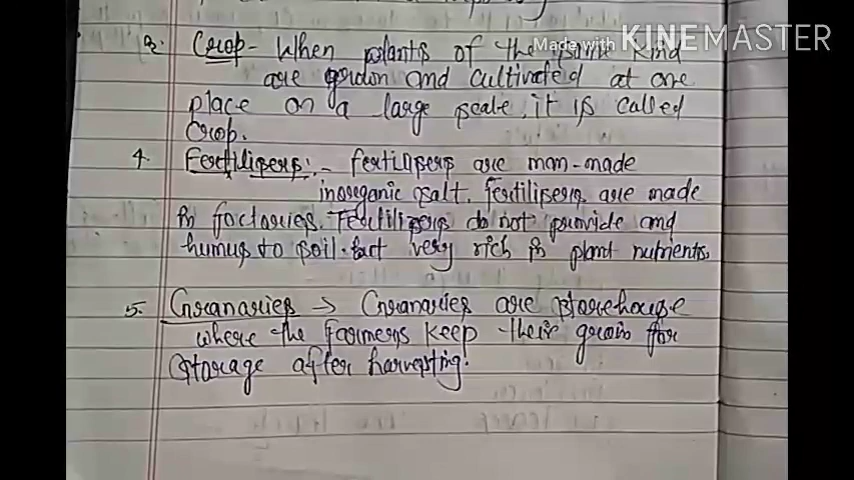 Made with KINEMASTER
3. Crop - When plants of the same kind
are grown and cultivated at one
place on a large scale, it is called
Crop.
4. Fertilisers:- fertilisers are man-made
inorganic salt. fertilisers are made
in factories. Fertilisers do not provide and
humus to soil. fact very rich in plant nutrients.
5. Granaries → Granaries are storehouse
where the farmers keep their grain for
storage after harvesting.